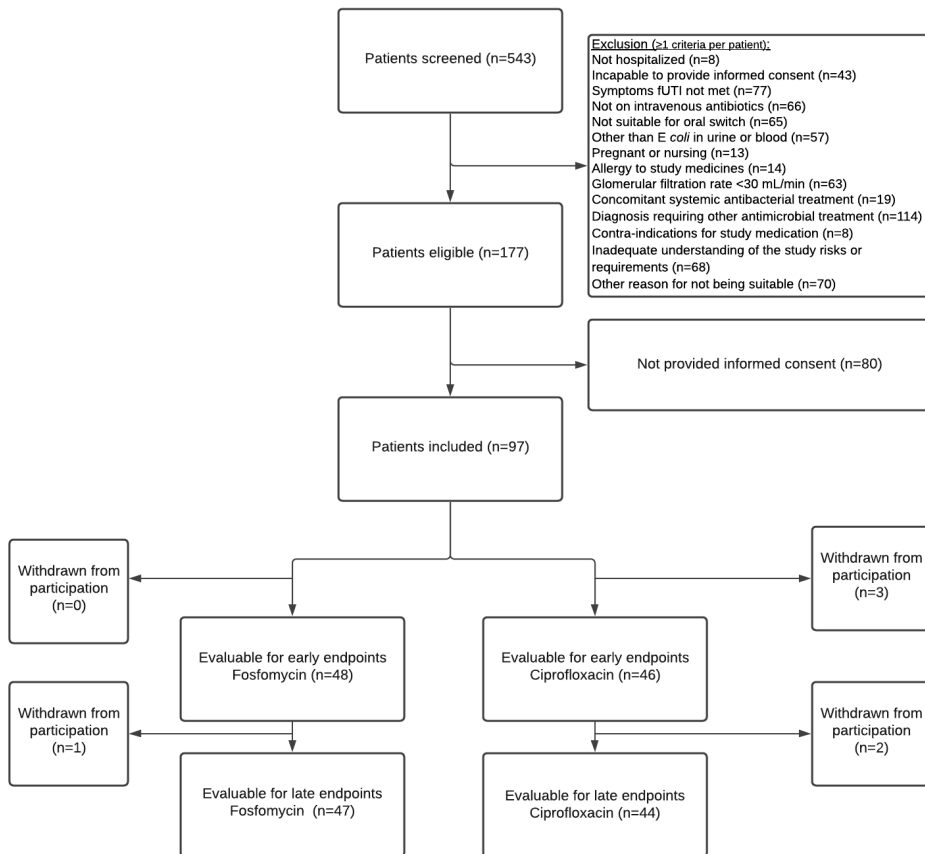 Patients screened (n=543)
Exclusion (≥1 criteria per patient):
Not hospitalized (n=8)
Incapable to provide informed consent (n=43)
Symptoms fUTI not met (n=77)
Not on intravenous antibiotics (n=66)
Not suitable for oral switch (n=65)
Other than E coli in urine or blood (n=57)
Pregnant or nursing (n=13)
Allergy to study medicines (n=14)
Glomerular filtration rate <30 mL/min (n=63)
Concomitant systemic antibacterial treatment (n=19)
Diagnosis requiring other antimicrobial treatment (n=114)
Contra-indications for study medication (n=8)
Inadequate understanding of the study risks or
requirements (n=68)
Other reason for not being suitable (n=70)
Patients eligible (n=177)
Not provided informed consent (n=80)
Patients included (n=97)
Withdrawn from
participation
(n=0)
Withdrawn from
participation
(n=3)
Evaluable for early endpoints
Fosfomycin (n=48)
Evaluable for early endpoints
Ciprofloxacin (n=46)
Withdrawn from
participation
(n=1)
Withdrawn from
participation
(n=2)
Evaluable for late endpoints
Fosfomycin (n=47)
Evaluable for late endpoints
Ciprofloxacin (n=44)